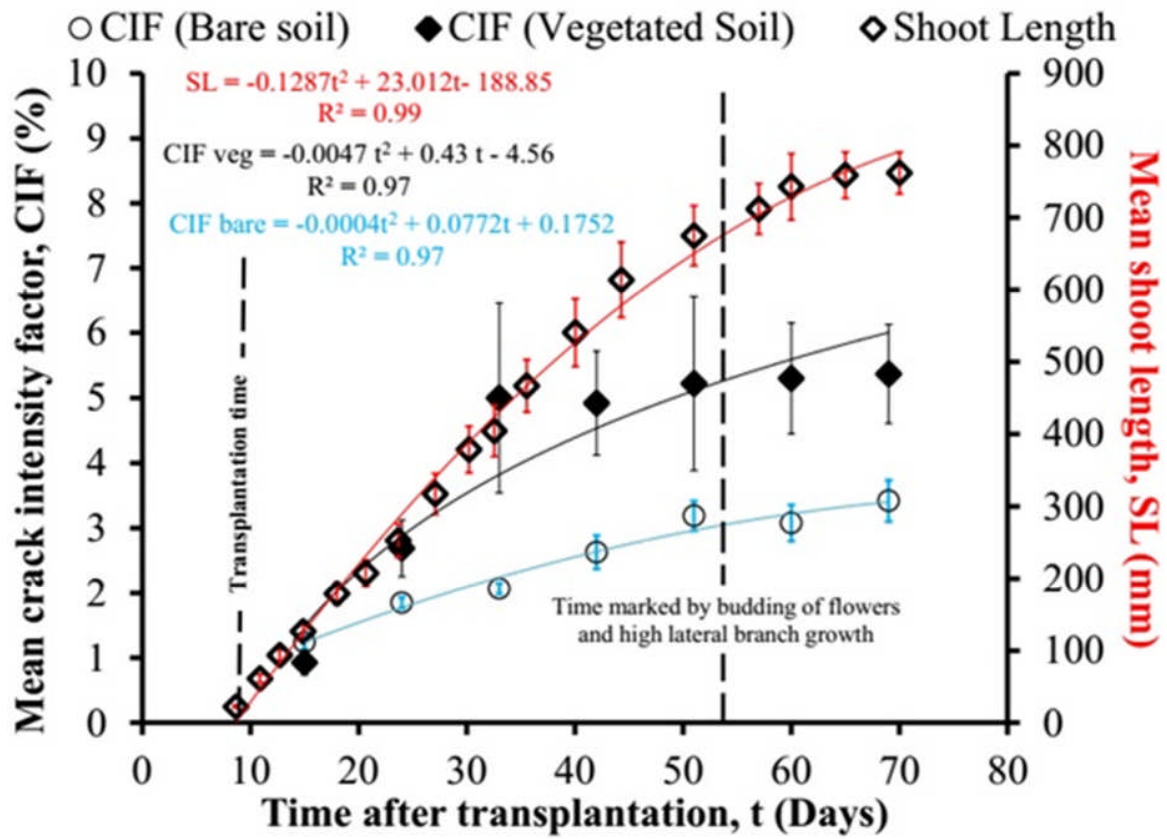 CIF (Bare soil) CIF (Vegetated Soil) Shoot Length
SL = -0.1287t² + 23.012t- 188.85
R² = 0.99
CIF veg = -0.0047 t² + 0.43 t - 4.56
R² = 0.97
CIF bare = -0.0004t² + 0.0772t + 0.1752
R² = 0.97
Mean crack intensity factor, CIF (%)
10
9
8
7
6
5
4
3
2
1
0
Transplantation time
Time marked by budding of flowers
and high lateral branch growth
900
800
700
600
500
400
300
200
100
0
Mean shoot length, SL (mm)
0 10 20 30 40 50 60 70 80
Time after transplantation, t (Days)